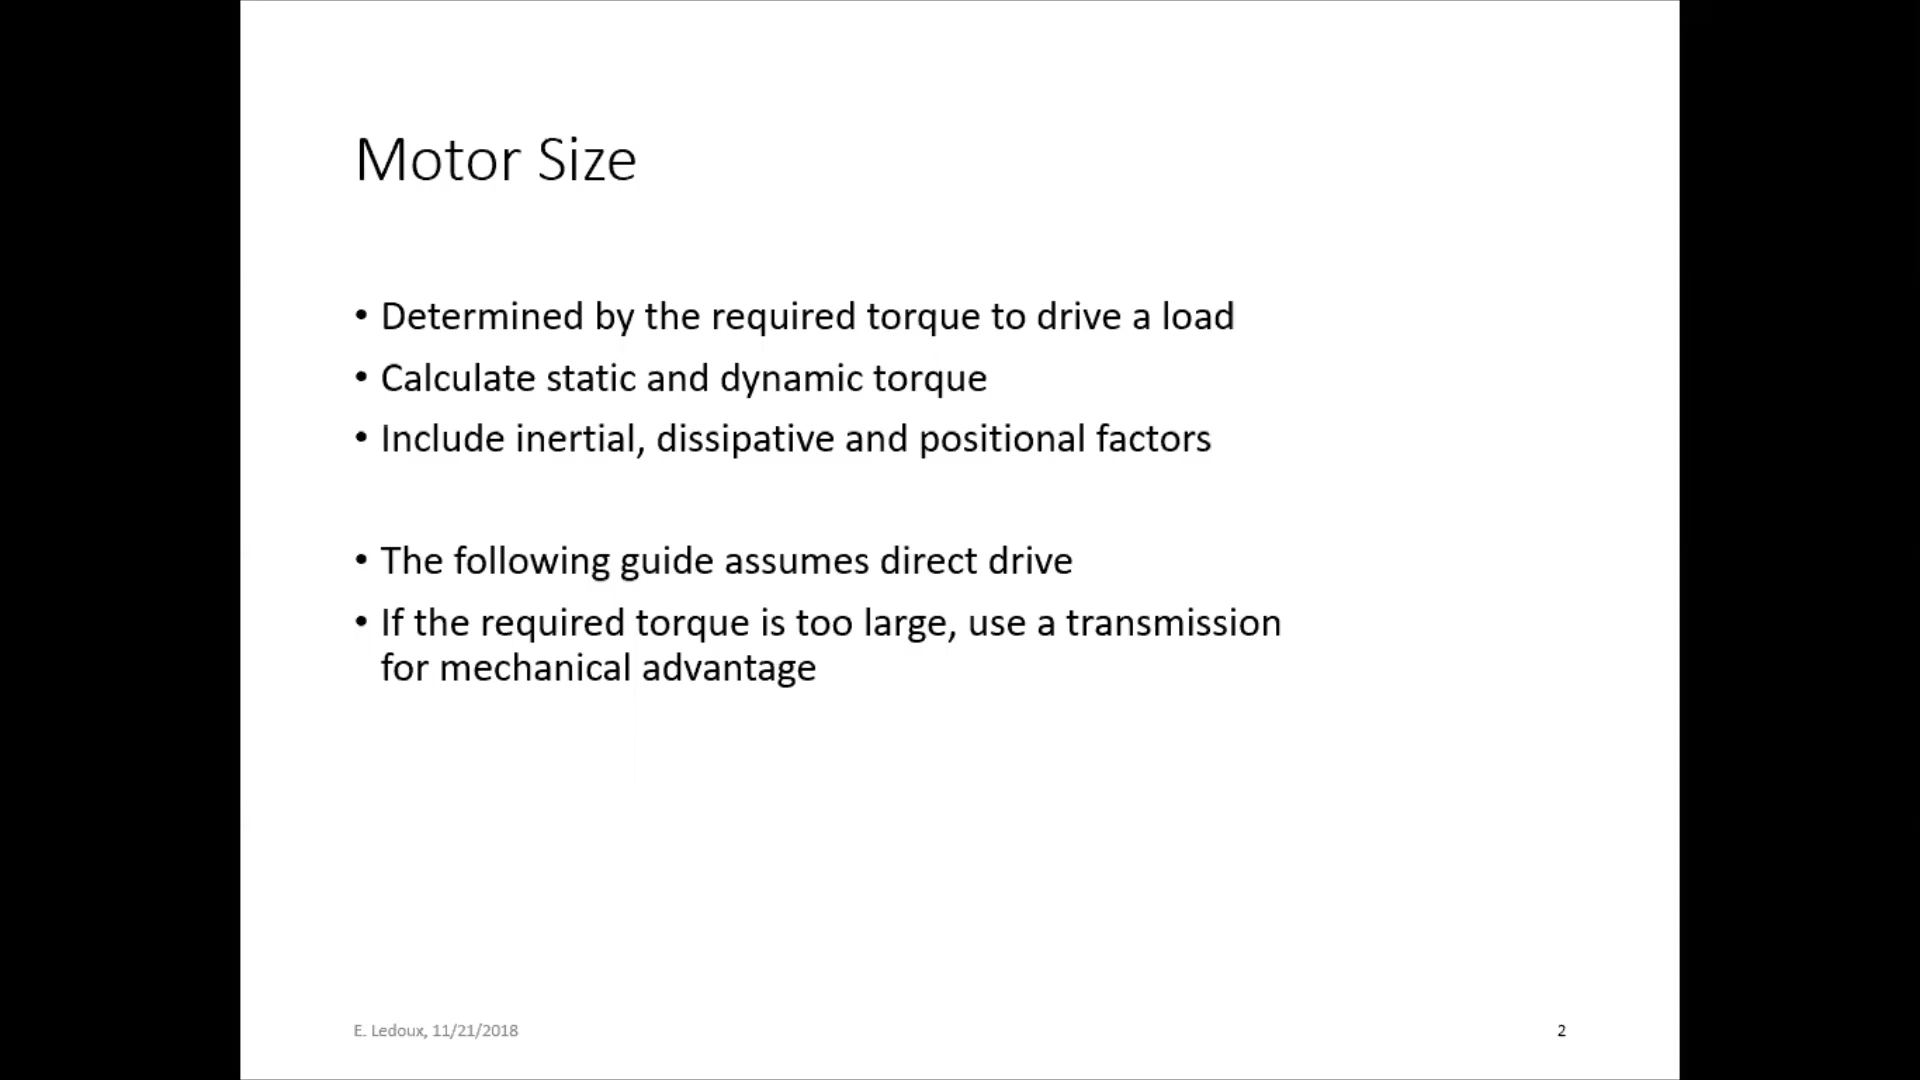 Motor Size
• Determined by the required torque to drive a load
• Calculate static and dynamic torque
• Include inertial, dissipative and positional factors
• The following guide assumes direct drive
• If the required torque is too large, use a transmission
for mechanical advantage
E. Ledoux, 11/21/2018
2